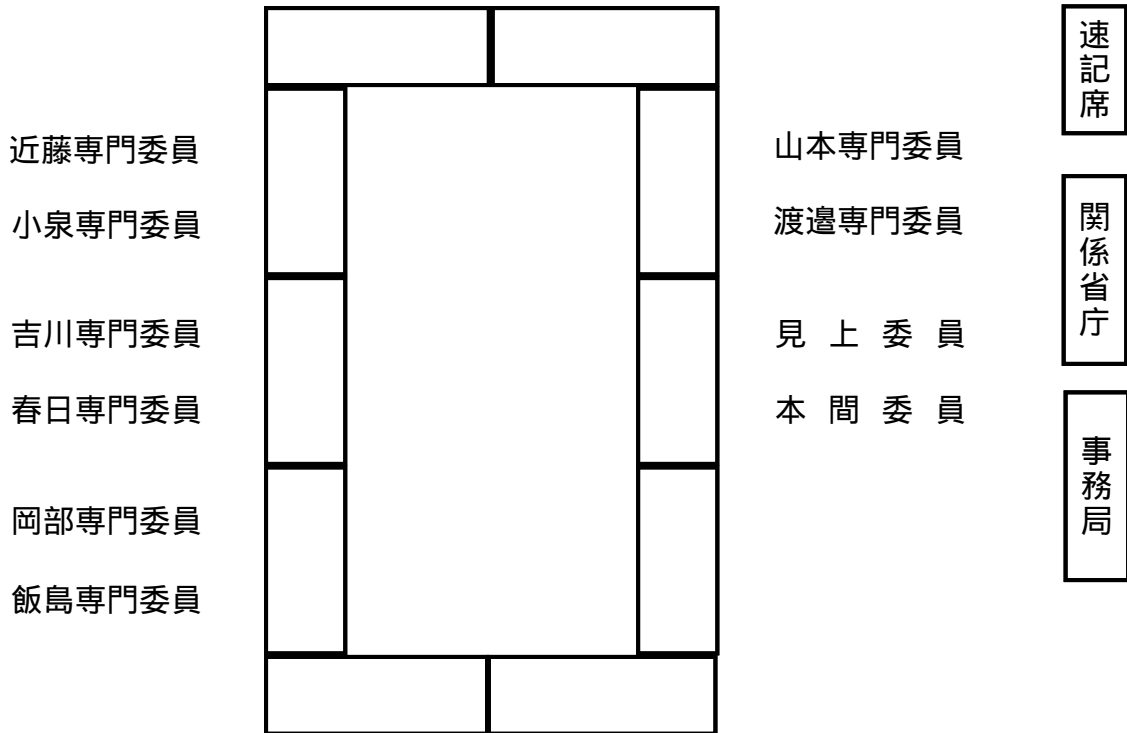 近藤専門委員
小泉専門委員
吉川専門委員
春日専門委員
岡部専門委員
飯島専門委員
山本専門委員
渡邉専門委員
見上委員
本間委員
速記席
関係省庁
事務局